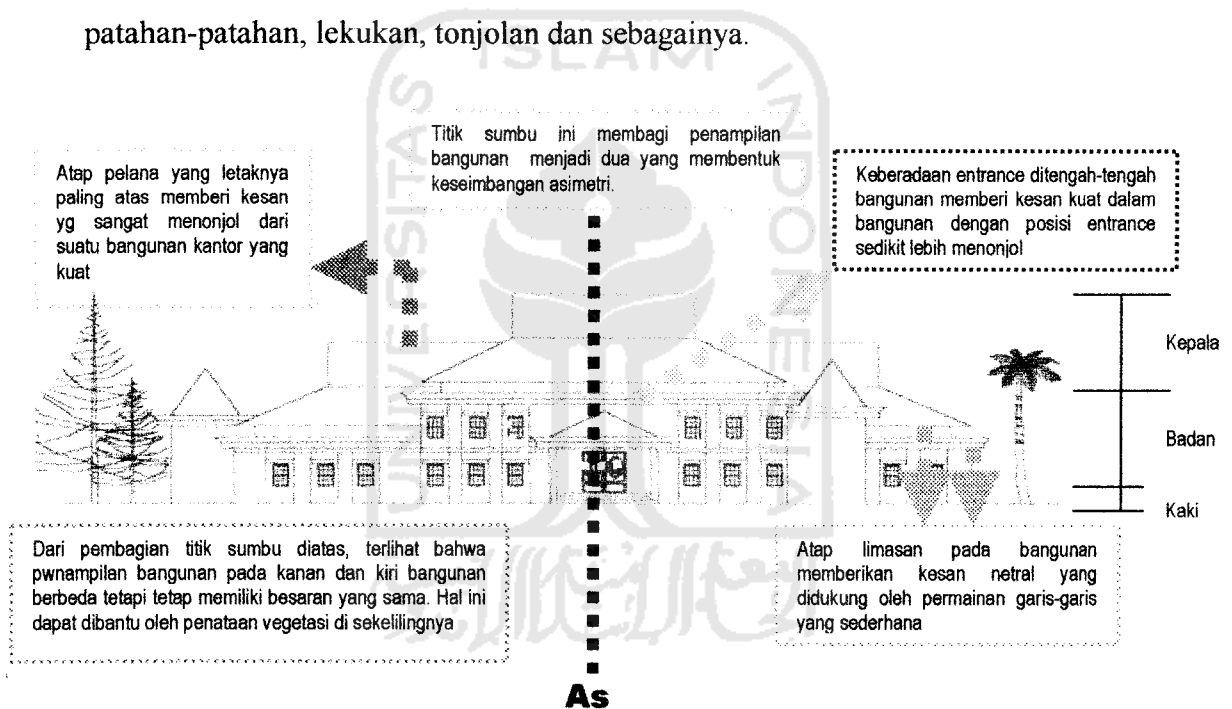 patahan-patahan, lekukan, tonjolan dan sebagainya.
UNIVERSITAS ISLAM INDONESIA
Titik sumbu ini membagi penampilan
bangunan menjadi dua yang membentuk
keseimbangan asimetri.
Atap pelana yang letaknya
paling atas memberi kesan
yg sangat menonjol dari
suatu bangunan kantor yang
kuat
Keberadaan entrance ditengah-tengah
bangunan memberi kesan kuat dalam
bangunan dengan posisi entrance
sedikit lebih menonjol
Kepala
Badan
Kaki
Dari pembagian titik sumbu diatas, terlihat bahwa
pwnampilan bangunan pada kanan dan kiri bangunan
berbeda tetapi tetap memiliki besaran yang sama. Hal ini
dapat dibantu oleh penataan vegetasi di sekelilingnya
Atap limasan pada bangunan
memberikan kesan netral yang
didukung oleh permainan garis-garis
yang sederhana
As